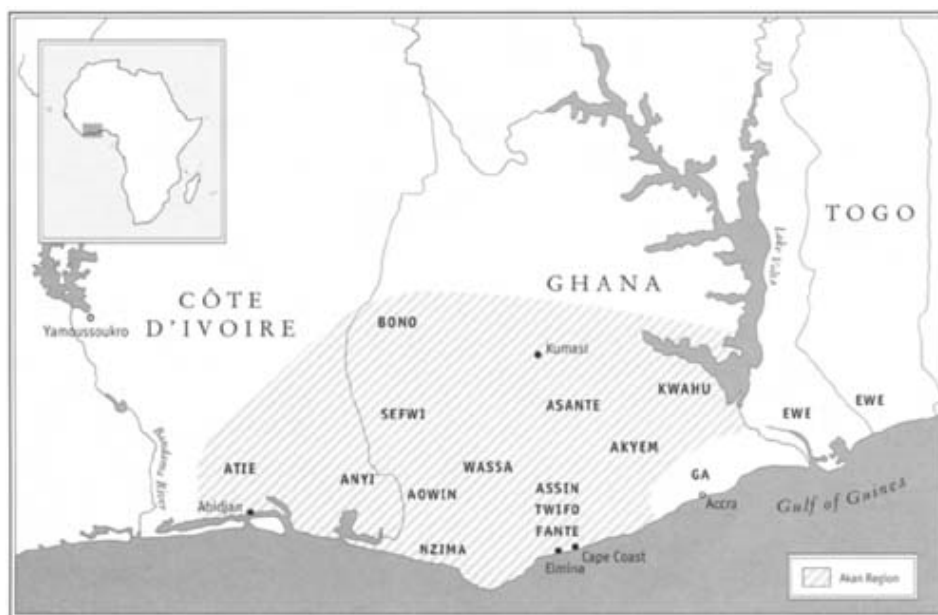 TOGO
Lake Volta
GHANA
CÔTE
D'IVOIRE
Yamoussoukro
BONO
Kumasi
KWAHU
ASANTE
SEFWI
EWE
EWE
AKYEM
ATIE
ANYI
WASSA
AOWIN
ASSIN
TWIFO
FANTE
GA
Accra
Gulf of Guinea
River
Abidjan
NZIMA
Cape Coast
Elmina
Akan Region